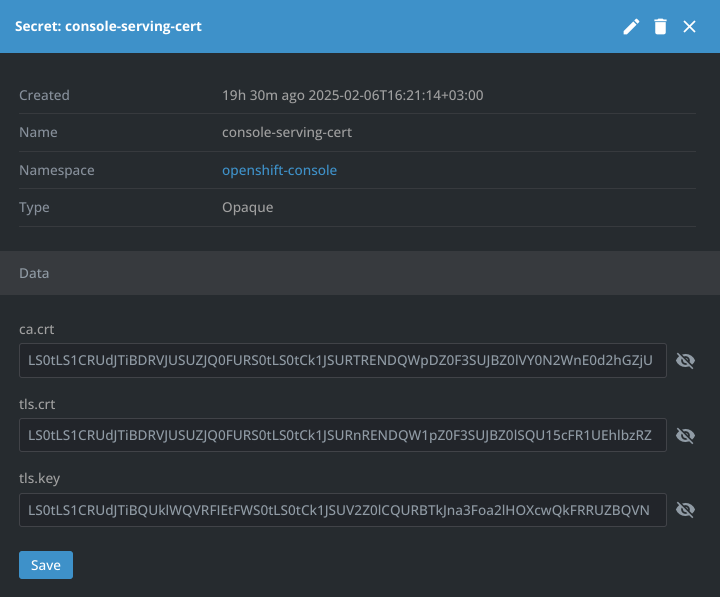 Secret: console-serving-cert
Created 19h 30m ago 2025-02-06T16:21:14+03:00
Name console-serving-cert
Namespace openshift-console
Type Opaque
Data
ca.crt
LS0tLS1CRUdJTiBDRVJUSUZJQ0FURS0tLS0tCk1JSURTRENDQWpDZ0F3SUJBZ0lVY0N2WnE0d2hGZjU
tls.crt
LS0tLS1CRUdJTiBDRVJUSUZJQ0FURS0tLS0tCk1JSURnRENDQW1pZ0F3SUJBZ0lSQU15cFR1UEhlbzRZ
tls.key
LS0tLS1CRUdJTiBQUklWQVRFIEtFWS0tLS0tCk1JSUV2Z0lCQURBTkJna3Foa2lHOXcwQkFRRUZBQVN
Save